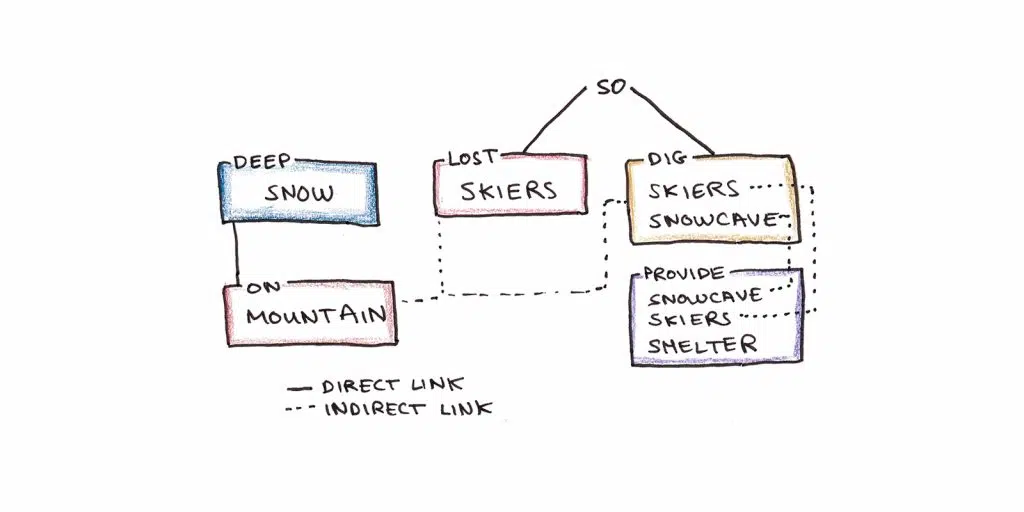 SO
DEEP
SNOW
LOST
SKIERS
DIG
SKIERS
SNOWCAVE
ON
MOUNTAIN
PROVIDE
SNOWCAVE
SKIERS
SHELTER
DIRECT LINK
INDIRECT LINK